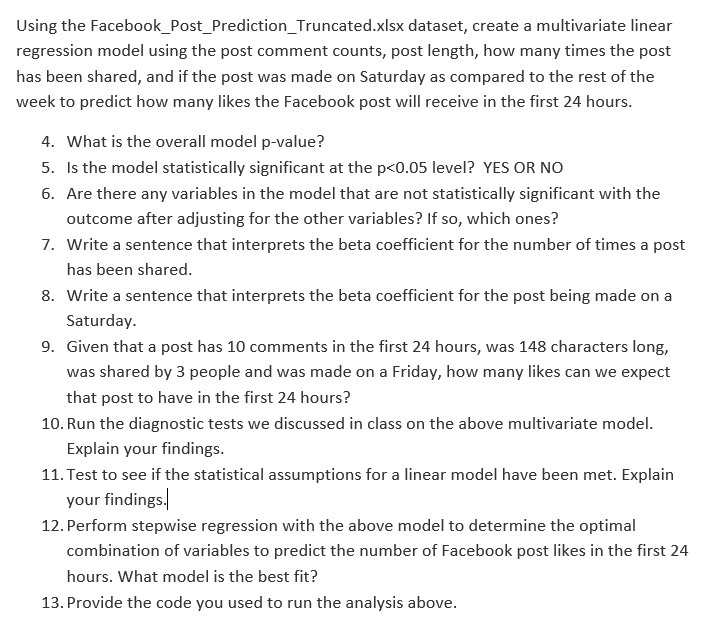 Using the Facebook_Post_Prediction_Truncated.xlsx dataset, create a multivariate linear
regression model using the post comment counts, post length, how many times the post
has been shared, and if the post was made on Saturday as compared to the rest of the
week to predict how many likes the Facebook post will receive in the first 24 hours.
4. What is the overall model p-value?
5. Is the model statistically significant at the p<0.05 level? YES OR NO
6. Are there any variables in the model that are not statistically significant with the
outcome after adjusting for the other variables? If so, which ones?
7. Write a sentence that interprets the beta coefficient for the number of times a post
has been shared.
8. Write a sentence that interprets the beta coefficient for the post being made on a
Saturday.
9. Given that a post has 10 comments in the first 24 hours, was 148 characters long,
was shared by 3 people and was made on a Friday, how many likes can we expect
that post to have in the first 24 hours?
10. Run the diagnostic tests we discussed in class on the above multivariate model.
Explain your findings.
11. Test to see if the statistical assumptions for a linear model have been met. Explain
your findings.
12. Perform stepwise regression with the above model to determine the optimal
combination of variables to predict the number of Facebook post likes in the first 24
hours. What model is the best fit?
13. Provide the code you used to run the analysis above.